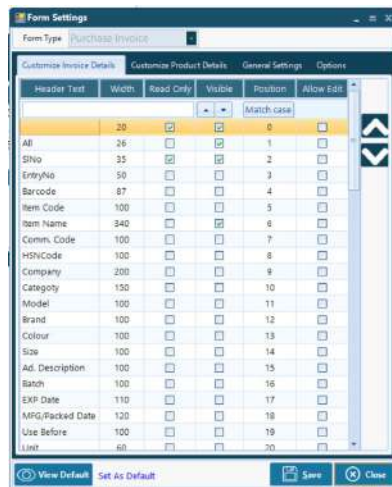 Form Settings
Form Type Purchase Invoice
Customize Invoice Details Customize Product Details General Settings Options
Header Text Width Read Only Visible Position Allow Edit
Match case
20 0
All 26 1
SlNo 35 2
EntryNo 50 3
Barcode 87 4
Item Code 100 5
Item Name 340 6
Comm. Code 100 7
HSNCode 100 8
Company 200 9
Categoty 150 10
Model 100 11
Brand 100 12
Colour 100 13
Size 100 14
Ad. Description 100 15
Batch 100 16
EXP Date 110 17
MFG/Packed Date 120 18
Use Before 100 19
Unit 60 20
View Default Set As Default Save Close